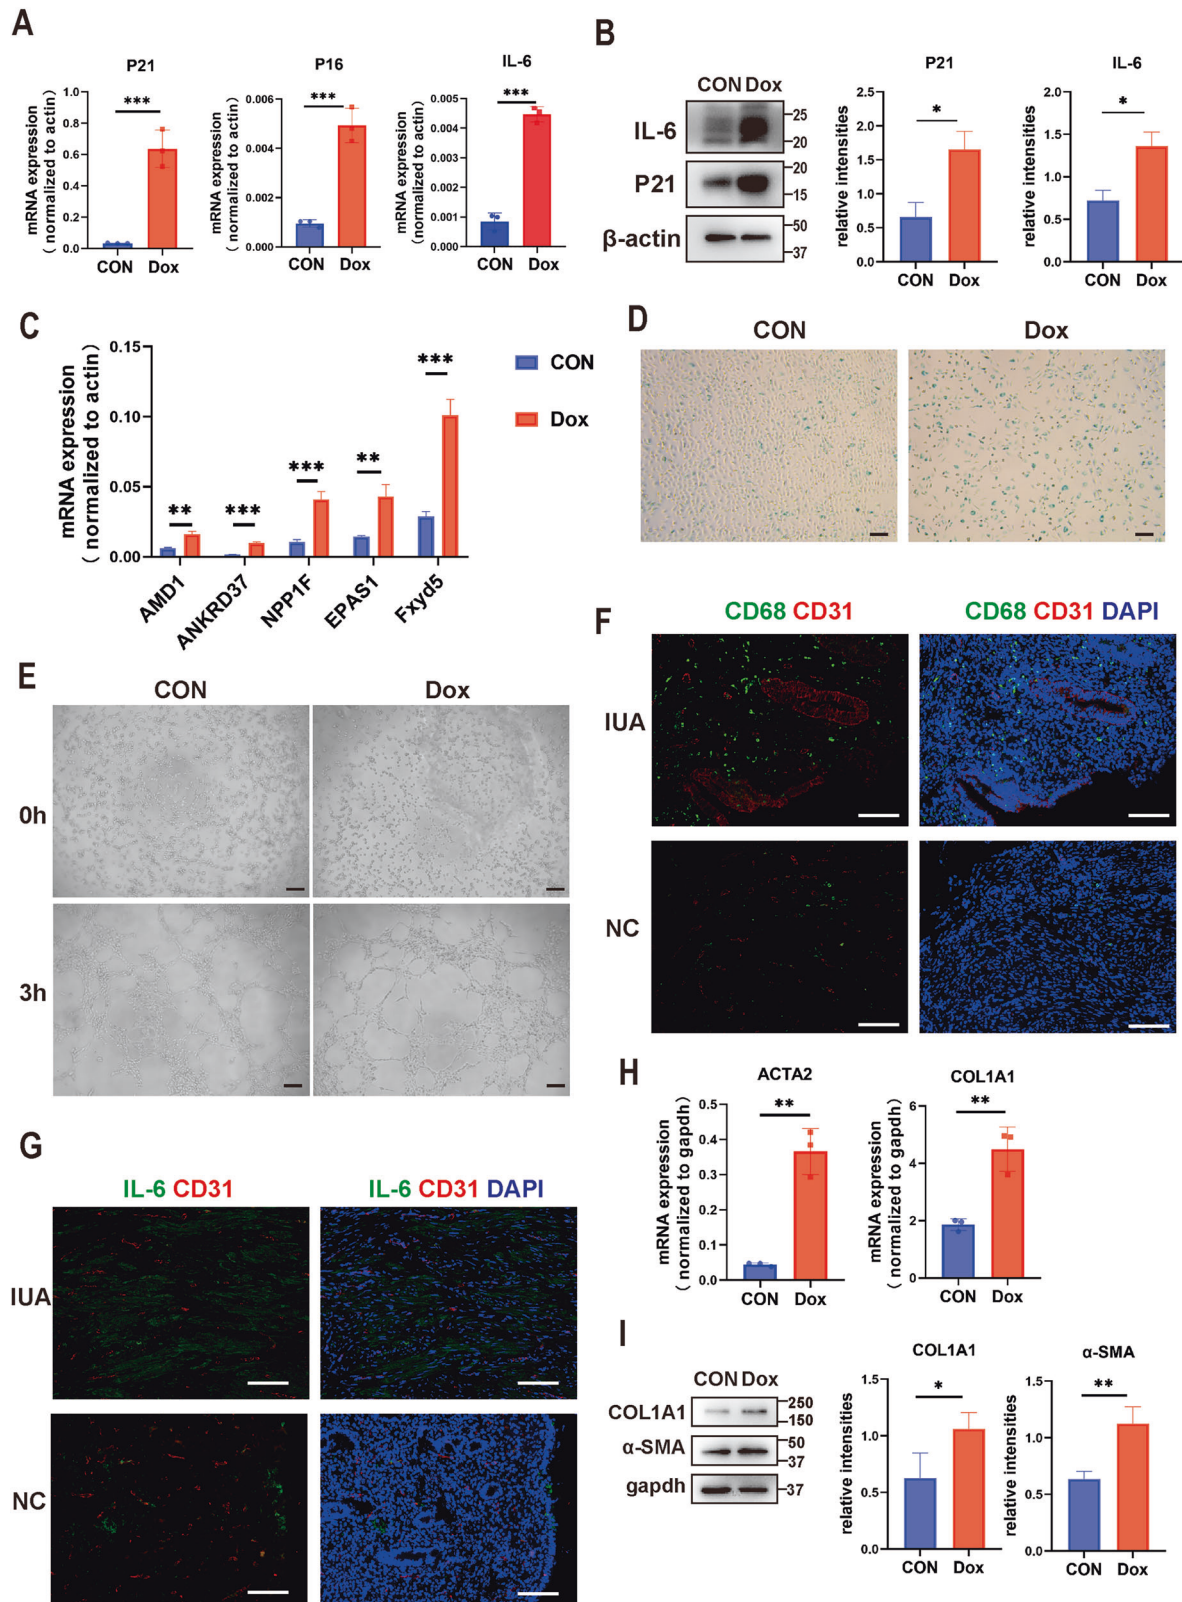 A
P21
mRNA expression
( normalized to actin)
1.0
0.8
0.6
0.4
0.2
0.0
***
CON Dox
P16
mRNA expression
( normalized to actin)
0.006
0.004
0.002
0.000
***
CON Dox
IL-6
mRNA expression
(normalized to actin)
0.005
0.004
0.003
0.002
0.001
0.000
***
CON Dox
B
CON Dox
IL-6
25
20
P21
20
15
β-actin
50
37
P21
relative intensities
2.5
2.0
1.5
1.0
0.5
0.0
*
CON Dox
IL-6
relative intensities
2.0
1.5
1.0
0.5
0.0
*
CON Dox
C
mRNA expression
( normalized to actin)
0.15
0.10
0.05
0.00
**
***
***
**
***
CON
Dox
AMD1
ANKRD37
NPP1F
EPAS1
Fxyd5
D
CON Dox
E
CON Dox
0h
3h
F
CD68 CD31
CD68 CD31 DAPI
IUA
NC
G
IL-6 CD31
IL-6 CD31 DAPI
IUA
NC
H
ACTA2
mRNA expression
( normalized to gapdh)
0.5
0.4
0.3
0.2
0.1
0.0
**
CON Dox
COL1A1
mRNA expression
( normalized to gapdh)
6
4
2
0
**
CON Dox
I
CON Dox
COL1A1
250
150
α-SMA
50
37
gapdh
37
COL1A1
relative intensities
1.5
1.0
0.5
0.0
*
CON Dox
α-SMA
relative intensities
1.5
1.0
0.5
0.0
**
CON Dox